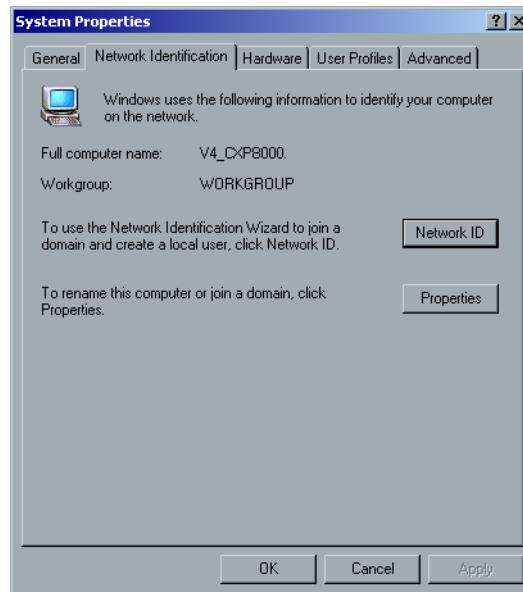 System Properties
General Network Identification Hardware User Profiles Advanced
Windows uses the following information to identify your computer
on the network.
Full computer name: V4_CXP8000.
Workgroup: WORKGROUP
To use the Network Identification Wizard to join a
domain and create a local user, click Network ID.
Network ID
To rename this computer or join a domain, click
Properties.
Properties
OK Cancel Apply